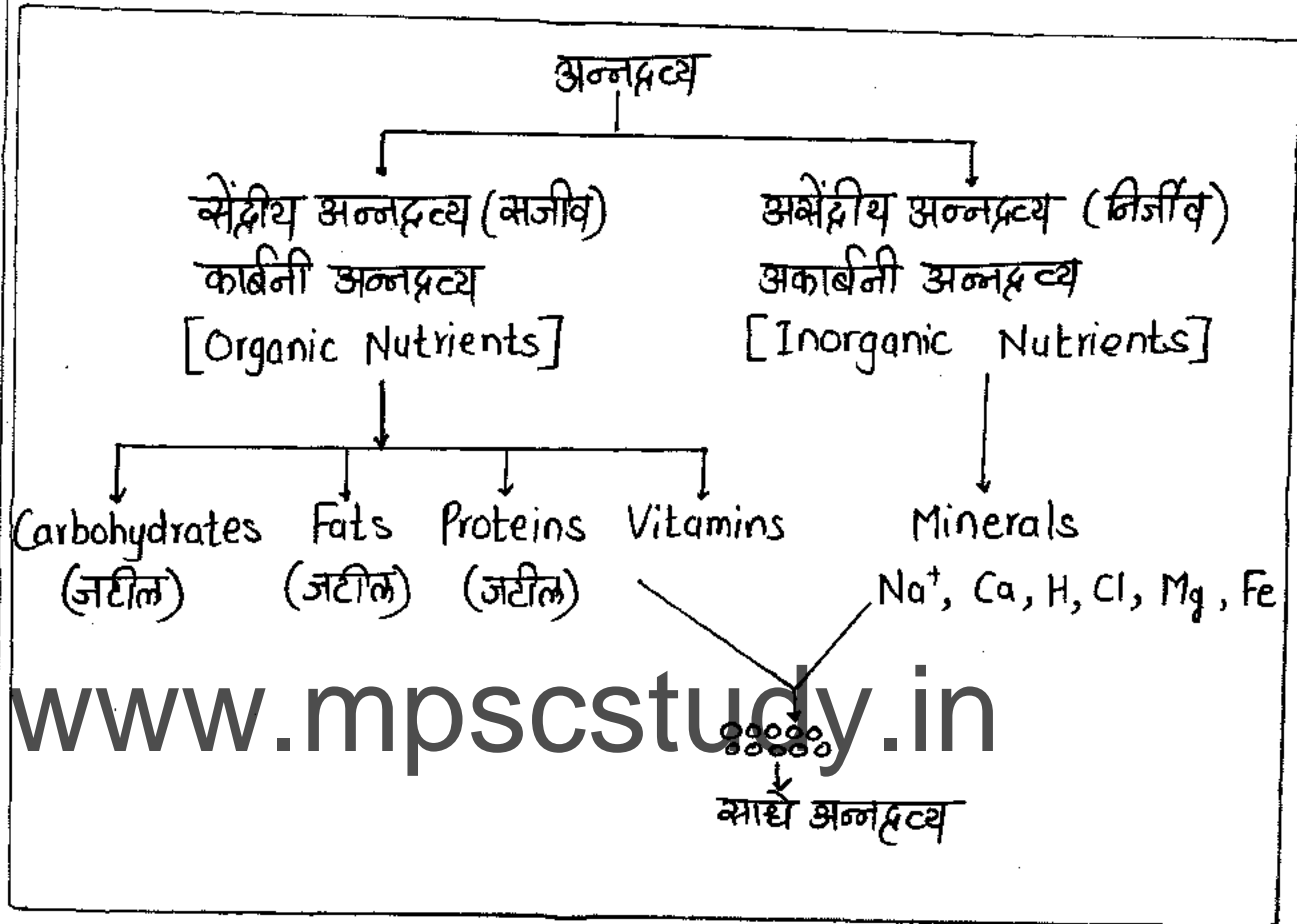 अन्नद्रव्य
सेंद्रीय अन्नद्रव्य (सजीव)
कार्बनी अन्नद्रव्य
[Organic Nutrients]
असेंद्रीय अन्नद्रव्य (निर्जीव)
अकार्बनी अन्नद्रव्य
[Inorganic Nutrients]
Carbohydrates Fats Proteins Vitamins Minerals
(जटील) (जटील) (जटील) Na⁺, Ca, H, Cl, Mg, Fe
www.mpscstudy.in
साधे अन्नद्रव्य